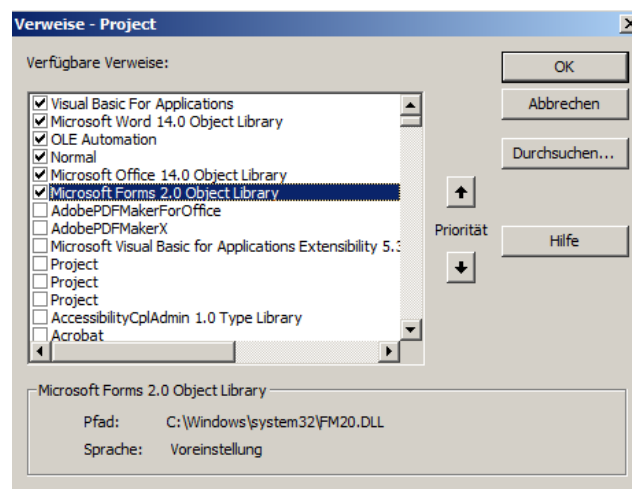 Verweise - Project
Verfügbare Verweise:
Visual Basic For Applications
Microsoft Word 14.0 Object Library
OLE Automation
Normal
Microsoft Office 14.0 Object Library
Microsoft Forms 2.0 Object Library
AdobePDFMakerForOffice
AdobePDFMakerX
Microsoft Visual Basic for Applications Extensibility 5.
Project
Project
Project
AccessibilityCplAdmin 1.0 Type Library
Acrobat
Priorität
OK
Abbrechen
Durchsuchen...
Hilfe
Microsoft Forms 2.0 Object Library
Pfad: C:\Windows\system32\FM20.DLL
Sprache: Voreinstellung